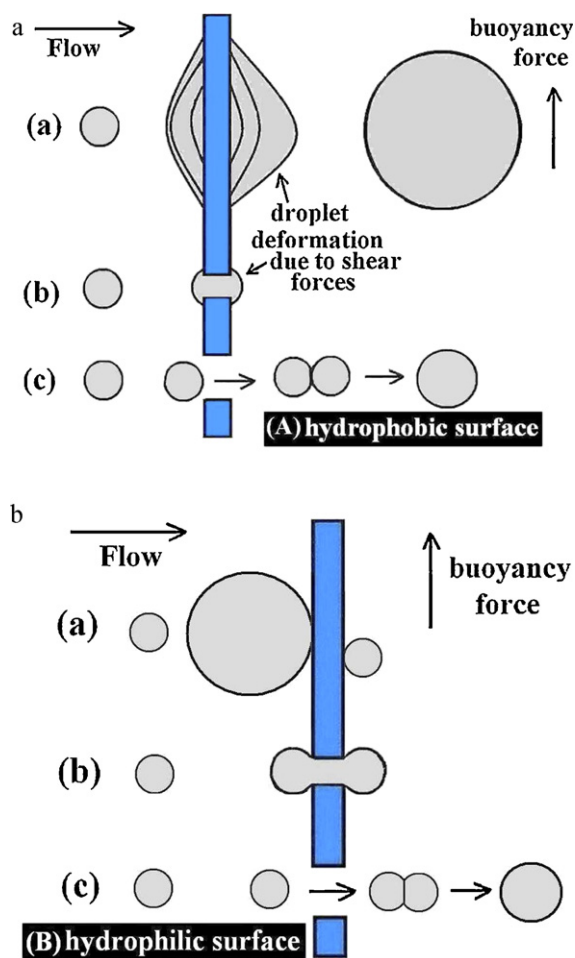 a
Flow
buoyancy
force
(a)
droplet
deformation
due to shear
forces
(b)
(c)
(A) hydrophobic surface
b
Flow
buoyancy
force
(a)
(b)
(c)
(B) hydrophilic surface